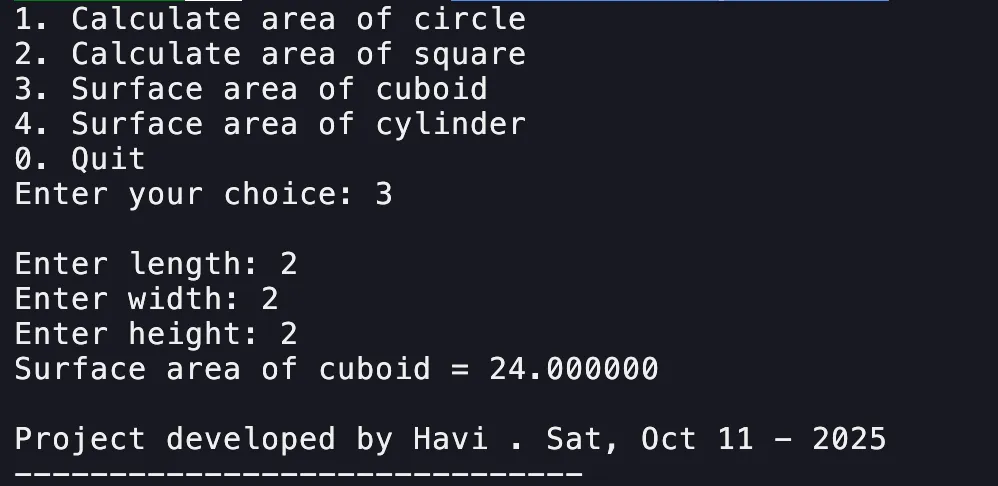 1. Calculate area of circle
2. Calculate area of square
3. Surface area of cuboid
4. Surface area of cylinder
0. Quit
Enter your choice: 3
Enter length: 2
Enter width: 2
Enter height: 2
Surface area of cuboid = 24.000000
Project developed by Havi . Sat, Oct 11 - 2025
------------------------------